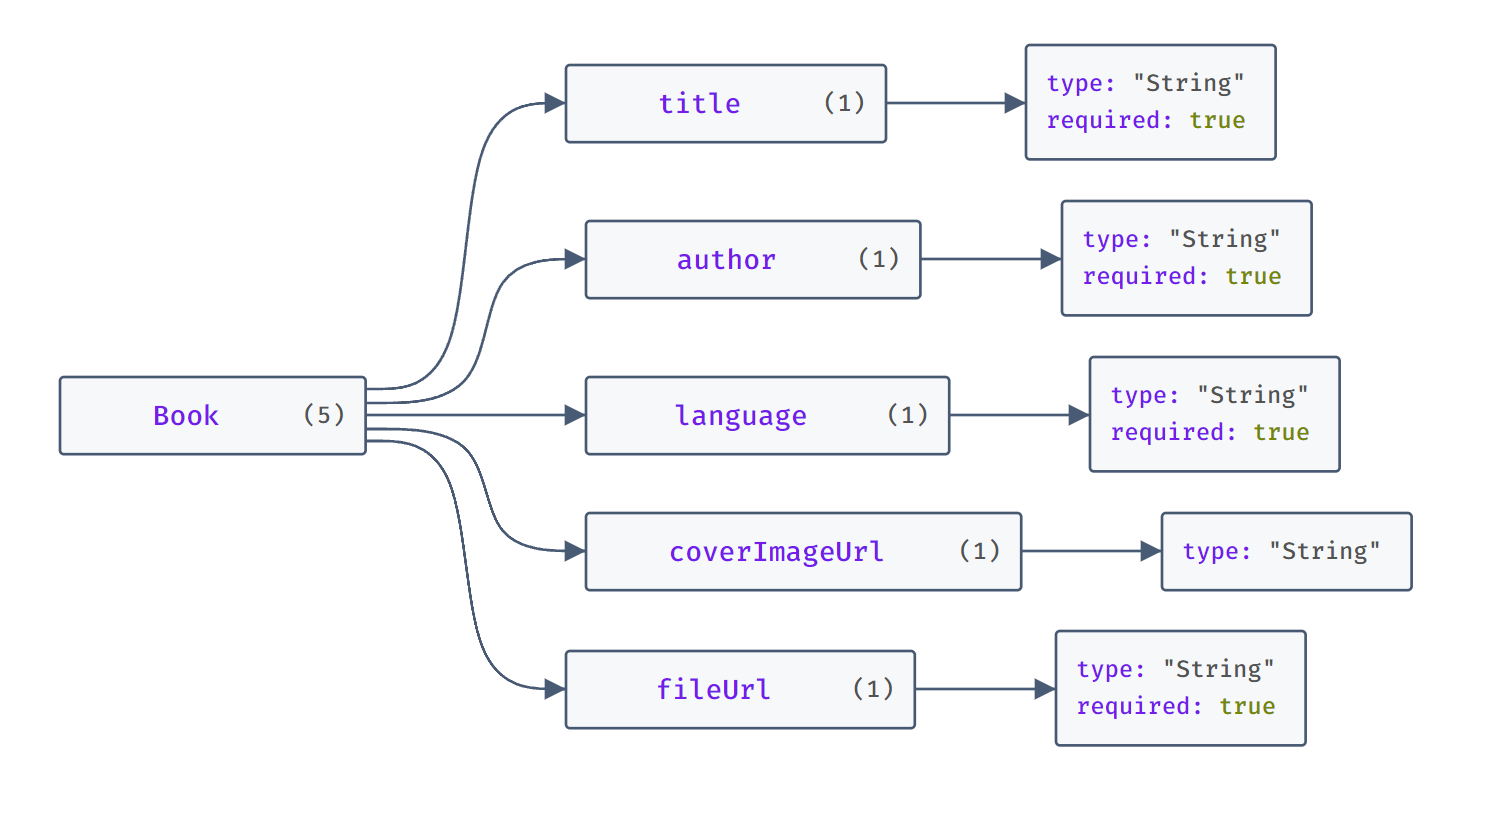 title (1)
type: "String"
required: true
author (1)
type: "String"
required: true
Book (5)
language (1)
type: "String"
required: true
coverImageUrl (1)
type: "String"
fileUrl (1)
type: "String"
required: true